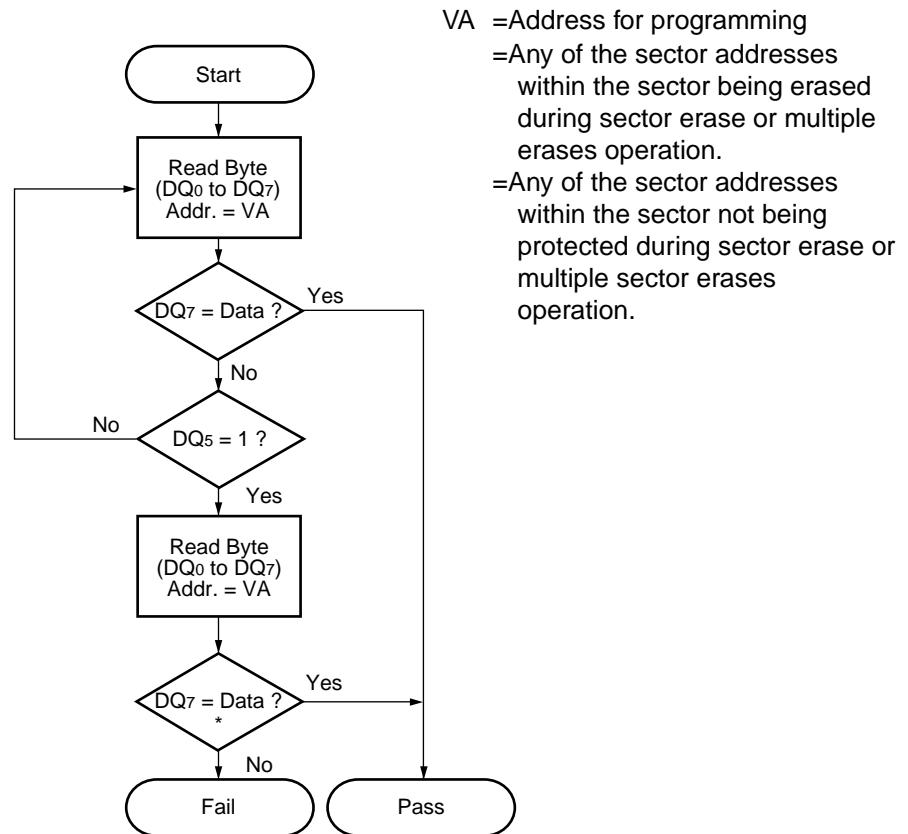 VA =Address for programming
=Any of the sector addresses
within the sector being erased
during sector erase or multiple
erases operation.
=Any of the sector addresses
within the sector not being
protected during sector erase or
multiple sector erases
operation.
Start
Read Byte
(DQ0 to DQ7)
Addr. = VA
DQ7 = Data ?
Yes
No
DQ5 = 1 ?
No
Yes
Read Byte
(DQ0 to DQ7)
Addr. = VA
DQ7 = Data ?
*
Yes
No
Fail
Pass